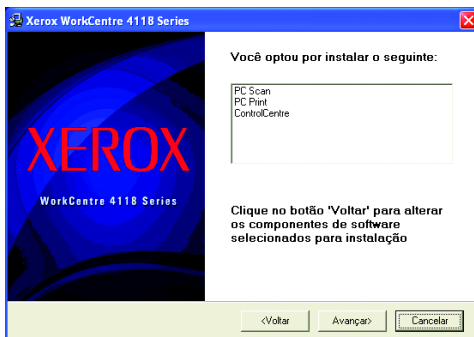 Xerox WorkCentre 4118 Series
Você optou por instalar o seguinte:
PC Scan
PC Print
ControlCentre
XEROX
WorkCentre 4118 Series
Clique no botão 'Voltar' para alterar
os componentes de software
selecionados para instalação
<Voltar
Avançar>
Cancelar